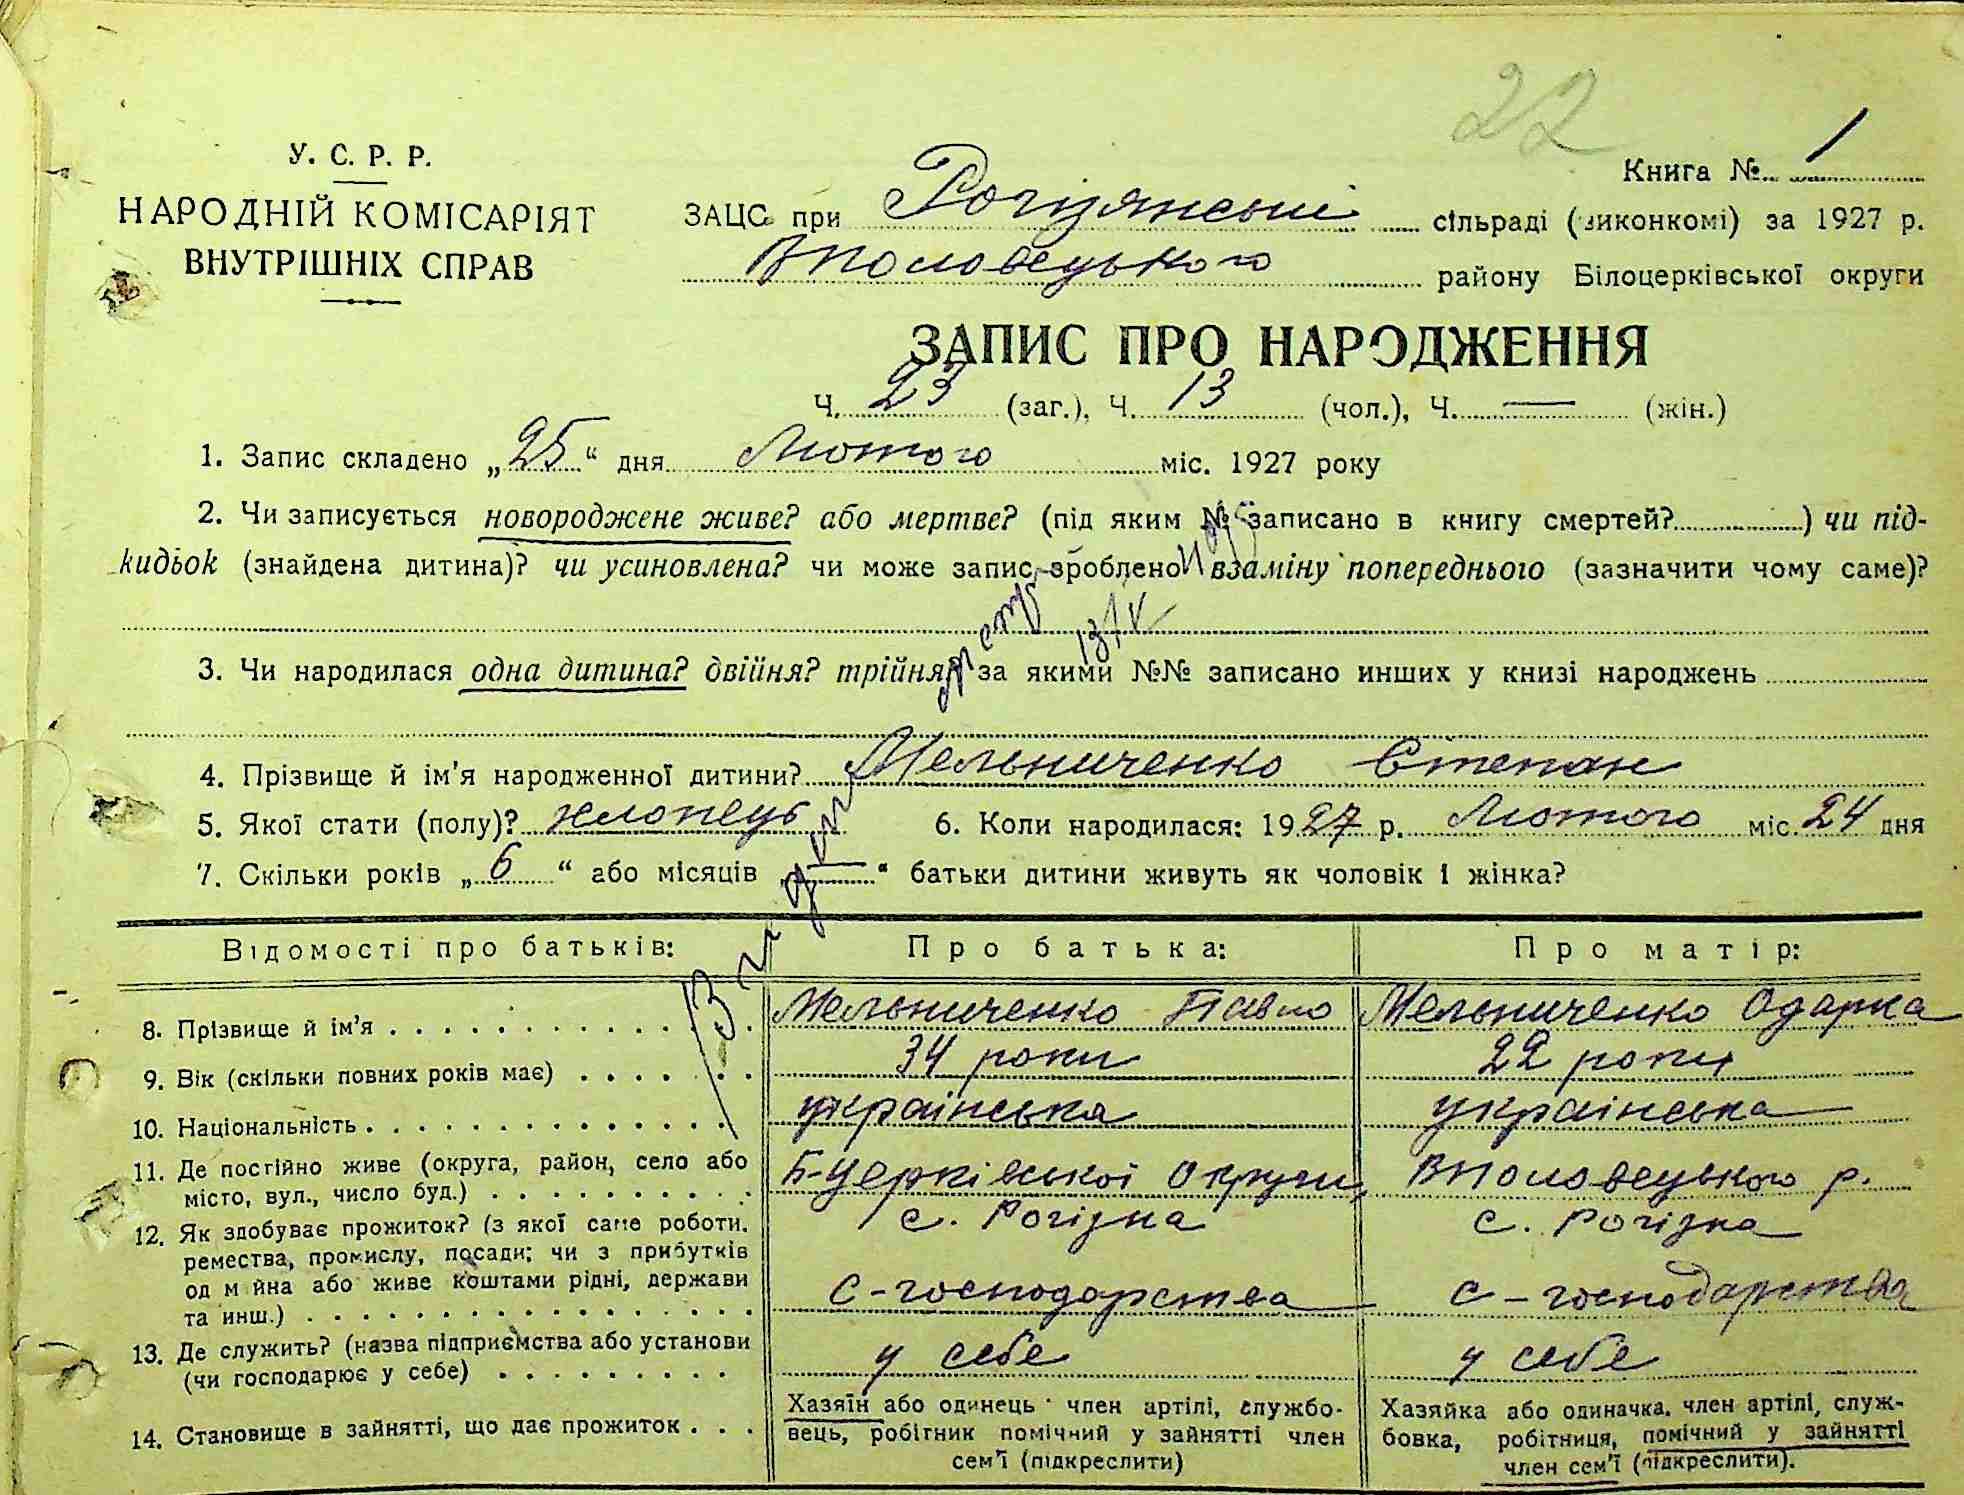 22
У. С. Р. Р.
НАРОДНІЙ КОМІСАРІЯТ
ВНУТРІШНІХ СПРАВ
Книга № 1
ЗАЦС при Рогізянські сільраді (виконкомі) за 1927 р.
Вполовецького району Білоцерківської округи
ЗАПИС ПРО НАРОДЖЕННЯ
Ч. 23 (заг.), Ч. 13 (чол.), Ч. — (жін.)
1. Запис складено „25“ дня Лютого міс. 1927 року
2. Чи записується новороджене живе? або мертве? (під яким № записано в книгу смертей?) чи під-
кидьок (знайдена дитина)? чи усиновлена? чи може запис зроблено взаміну попереднього (зазначити чому саме)?
13/V
3. Чи народилася одна дитина? двійня? трійня? за якими №№ записано инших у книзі народжень
4. Прізвище й ім'я народженної дитини? Мельниченко Степан
5. Якої стати (полу)? хлопець 6. Коли народилася: 1927 р. Лютого міс. 24 дня
7. Скільки років „6“ або місяців „—“ батьки дитини живуть як чоловік і жінка?
Відомості про батьків: Про батька: Про матір:
8. Прізвище й ім'я . . . . . . . . . . . . . Мельниченко Павло Мельниченко Одарка
9. Вік (скільки повних років має) . . . . . . . 34 роки 22 роки
10. Національність . . . . . . . . . . . . . . українська українська
11. Де постійно живе (округа, район, село або Б-Церківської Округи, Вполовецького р.
місто, вул., число буд.) . . . . . . . . . . с. Рогізна с. Рогізна
12. Як здобуває прожиток? (з якої саме роботи,
ремества, промислу, посади; чи з прибутків
од м йна або живе коштами рідні, держави с-господарства с-господарства
та инш.) . . . . . . . . . . . . . . . . .
13. Де служить? (назва підприємства або установи у себе у себе
(чи господарює у себе) . . . . . . . . .
14. Становище в зайнятті, що дає прожиток . . . Хазяїн або одинець член артілі, службо- Хазяйка або одиначка, член артілі, служ-
вець, робітник помічний у зайнятті член бовка, робітниця, помічний у зайнятті
сем'ї (підкреслити) член сем'ї (підкреслити).